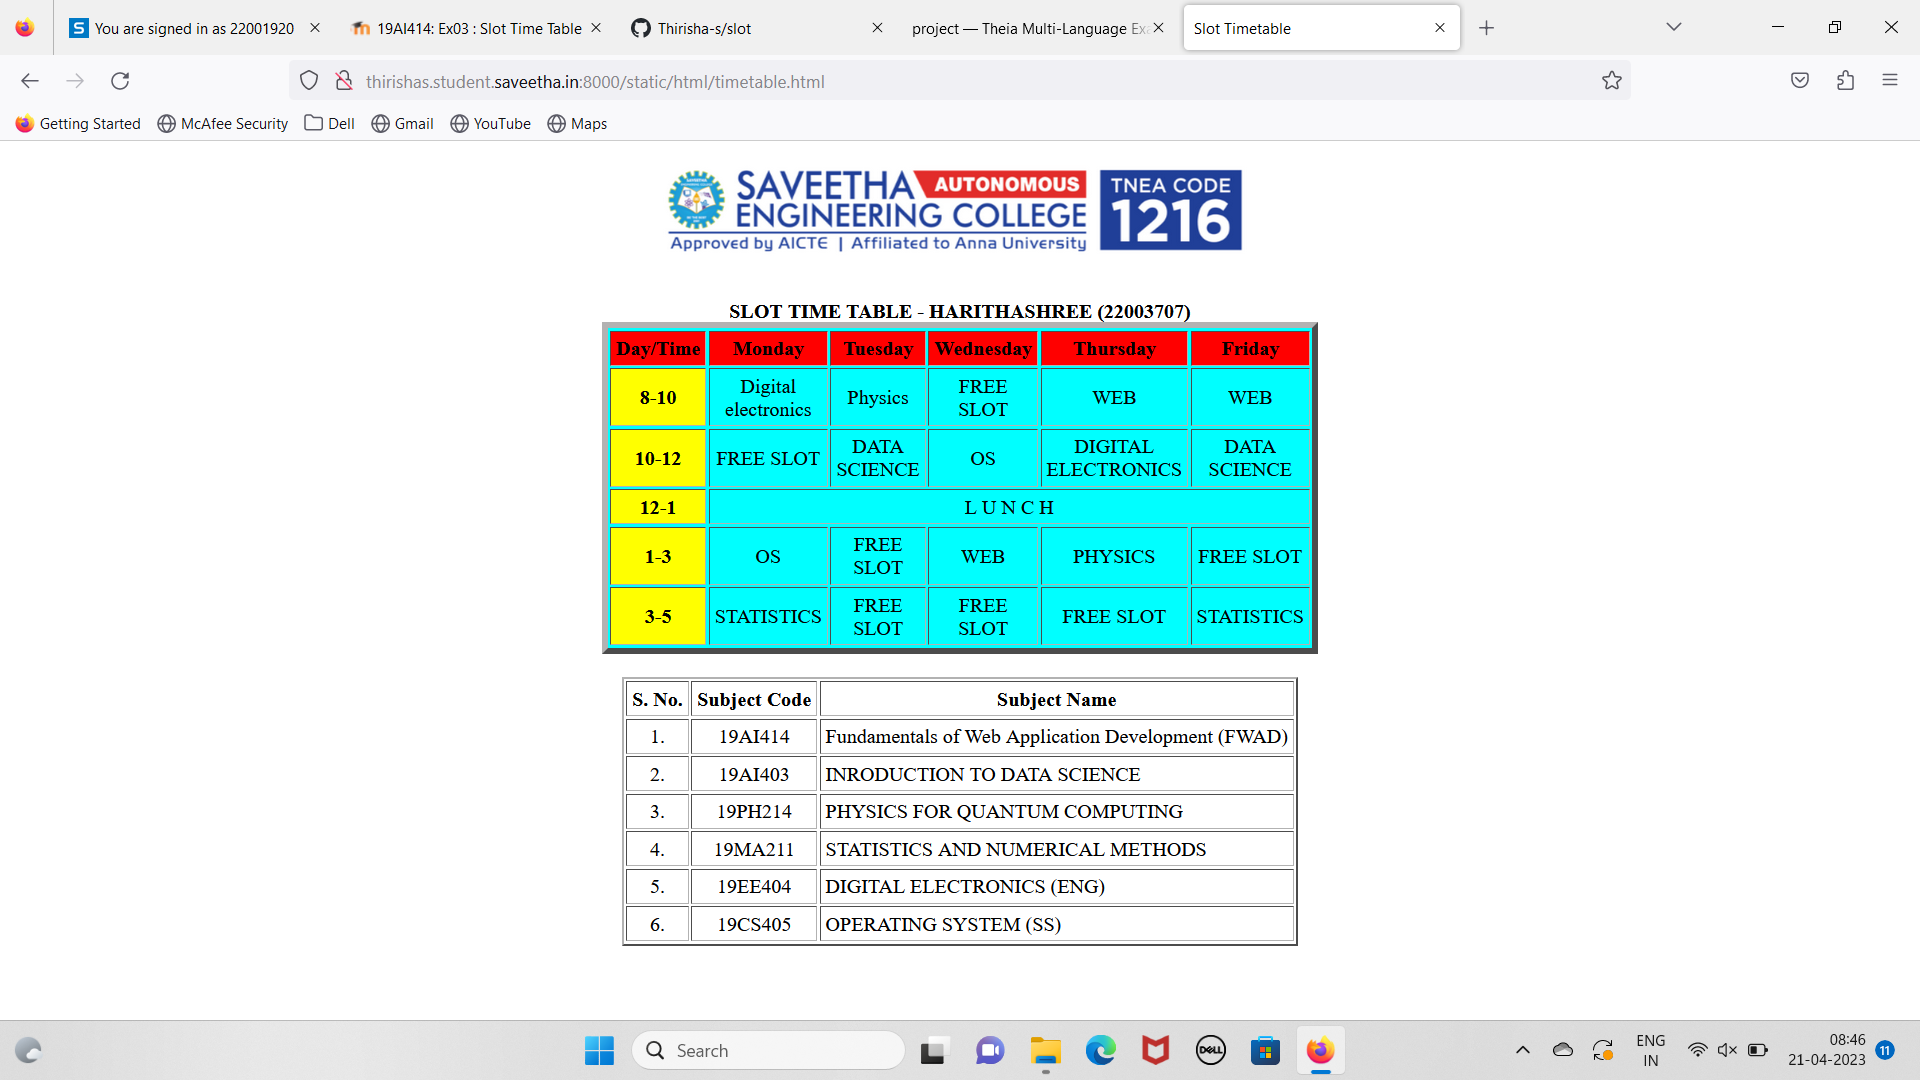 You are signed in as 22001920
19AI414: Ex03 : Slot Time Table
Thirisha-s/slot
project — Theia Multi-Language Ex
Slot Timetable
thirishas.student.saveetha.in:8000/static/html/timetable.html
Getting Started McAfee Security Dell Gmail YouTube Maps
SAVEETHA AUTONOMOUS
ENGINEERING COLLEGE
Approved by AICTE | Affiliated to Anna University
TNEA CODE
1216
SLOT TIME TABLE - HARITHASHREE (22003707)
Day/Time Monday Tuesday Wednesday Thursday Friday
8-10 Digital electronics Physics FREE SLOT WEB WEB
10-12 FREE SLOT DATA SCIENCE OS DIGITAL ELECTRONICS DATA SCIENCE
12-1 L U N C H
1-3 OS FREE SLOT WEB PHYSICS FREE SLOT
3-5 STATISTICS FREE SLOT FREE SLOT FREE SLOT STATISTICS
S. No. Subject Code Subject Name
1. 19AI414 Fundamentals of Web Application Development (FWAD)
2. 19AI403 INRODUCTION TO DATA SCIENCE
3. 19PH214 PHYSICS FOR QUANTUM COMPUTING
4. 19MA211 STATISTICS AND NUMERICAL METHODS
5. 19EE404 DIGITAL ELECTRONICS (ENG)
6. 19CS405 OPERATING SYSTEM (SS)
Search
DELL
ENG
IN
08:46
21-04-2023
11